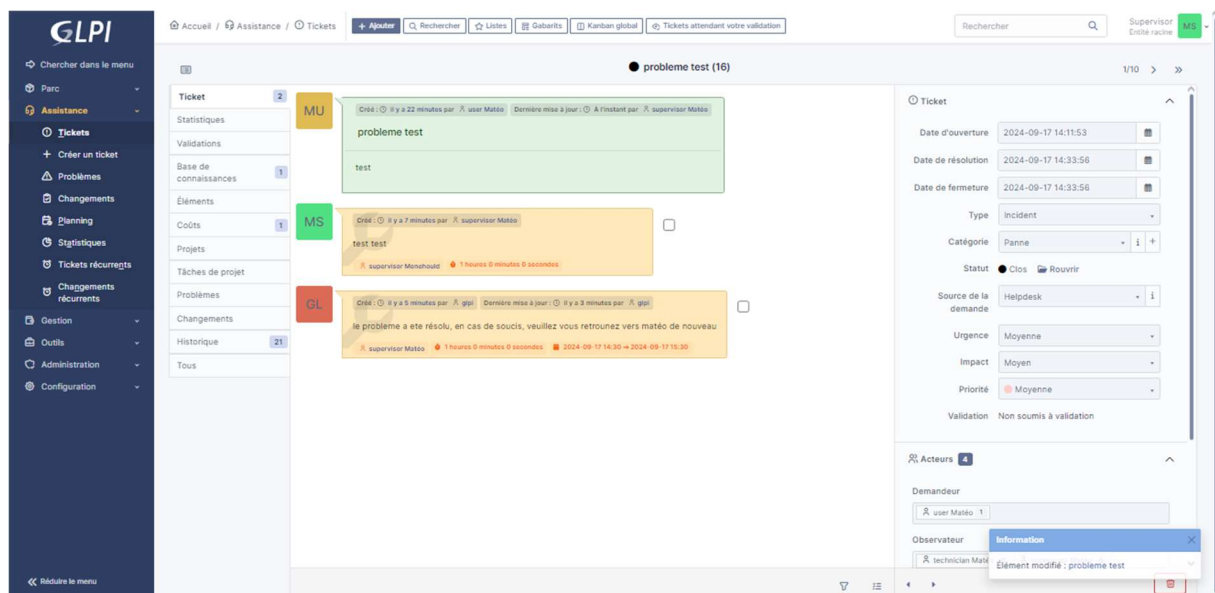 GLPI
Accueil / Assistance / Tickets
+ Ajouter
Rechercher
Listes
Gabarits
Kanban global
Tickets attendant votre validation
Rechercher
Supervisor
Entité racine
MS
Chercher dans le menu
Parc
Assistance
Tickets
+ Créer un ticket
Problèmes
Changements
Planning
Statistiques
Tickets récurrents
Changements
récurrents
Gestion
Outils
Administration
Configuration
Réduire le menu
probleme test (16)
1/10
Ticket 2
Statistiques
Validations
Base de
connaissances 1
Éléments
Coûts 1
Projets
Tâches de projet
Problèmes
Changements
Historique 21
Tous
MU
Créé : il y a 22 minutes par user Matéo Dernière mise à jour : À l'instant par supervisor Matéo
probleme test
test
MS
Créé : il y a 7 minutes par supervisor Matéo
test test
supervisor Menehould 1 heures 0 minutes 0 secondes
GL
Créé : il y a 5 minutes par glpi Dernière mise à jour : il y a 3 minutes par glpi
le probleme a ete résolu, en cas de soucis, veuillez vous retrounez vers matéo de nouveau
supervisor Matéo 1 heures 0 minutes 0 secondes 2024-09-17 14:30 → 2024-09-17 15:30
Ticket
Date d'ouverture 2024-09-17 14:11:53
Date de résolution 2024-09-17 14:33:56
Date de fermeture 2024-09-17 14:33:56
Type Incident
Catégorie Panne i +
Statut Clos Rouvrir
Source de la
demande Helpdesk i
Urgence Moyenne
Impact Moyen
Priorité Moyenne
Validation Non soumis à validation
Acteurs 4
Demandeur
user Matéo 1
Observateur
technician Maté
Information
Élément modifié : probleme test